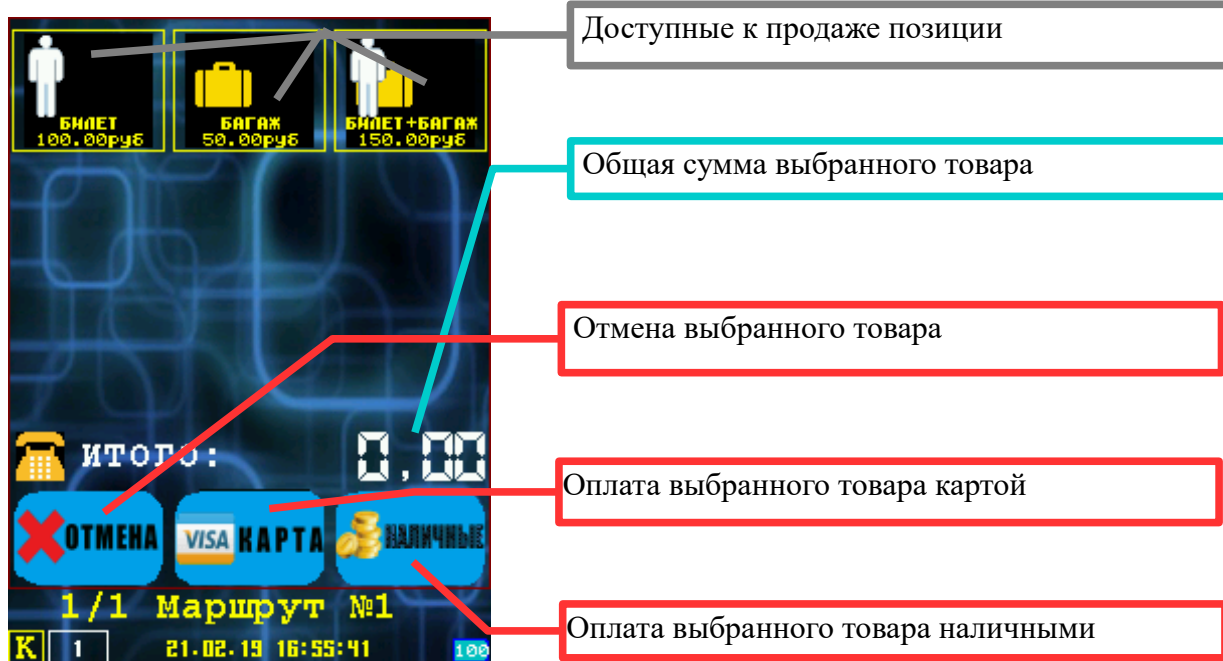 Доступные к продаже позиции
БИЛЕТ
100.00руб
БАГАЖ
50.00руб
БИЛЕТ+БАГАЖ
150.00руб
Общая сумма выбранного товара
Отмена выбранного товара
ИТОГО:
0,00
Оплата выбранного товара картой
ОТМЕНА
VISA КАРТА
НАЛИЧНЫЕ
1/1 Маршрут №1
Оплата выбранного товара наличными
К 1 21.02.19 16:55:41 100